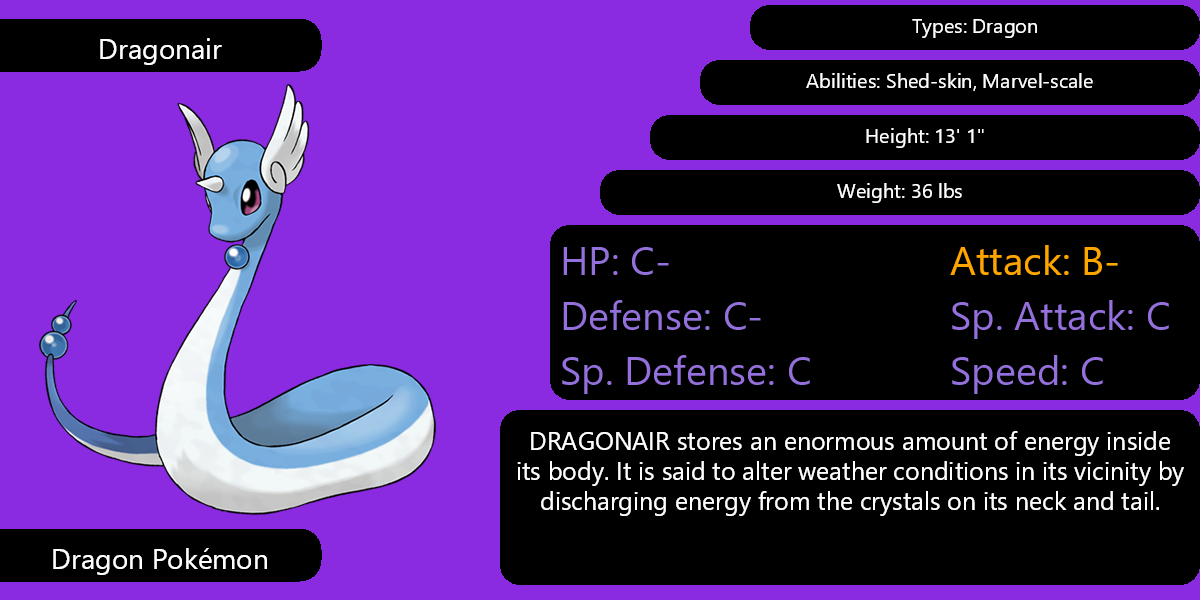 Dragonair
Types: Dragon
Abilities: Shed-skin, Marvel-scale
Height: 13' 1"
Weight: 36 lbs
HP: C-
Attack: B-
Defense: C-
Sp. Attack: C
Sp. Defense: C
Speed: C
DRAGONAIR stores an enormous amount of energy inside
its body. It is said to alter weather conditions in its vicinity by
discharging energy from the crystals on its neck and tail.
Dragon Pokémon